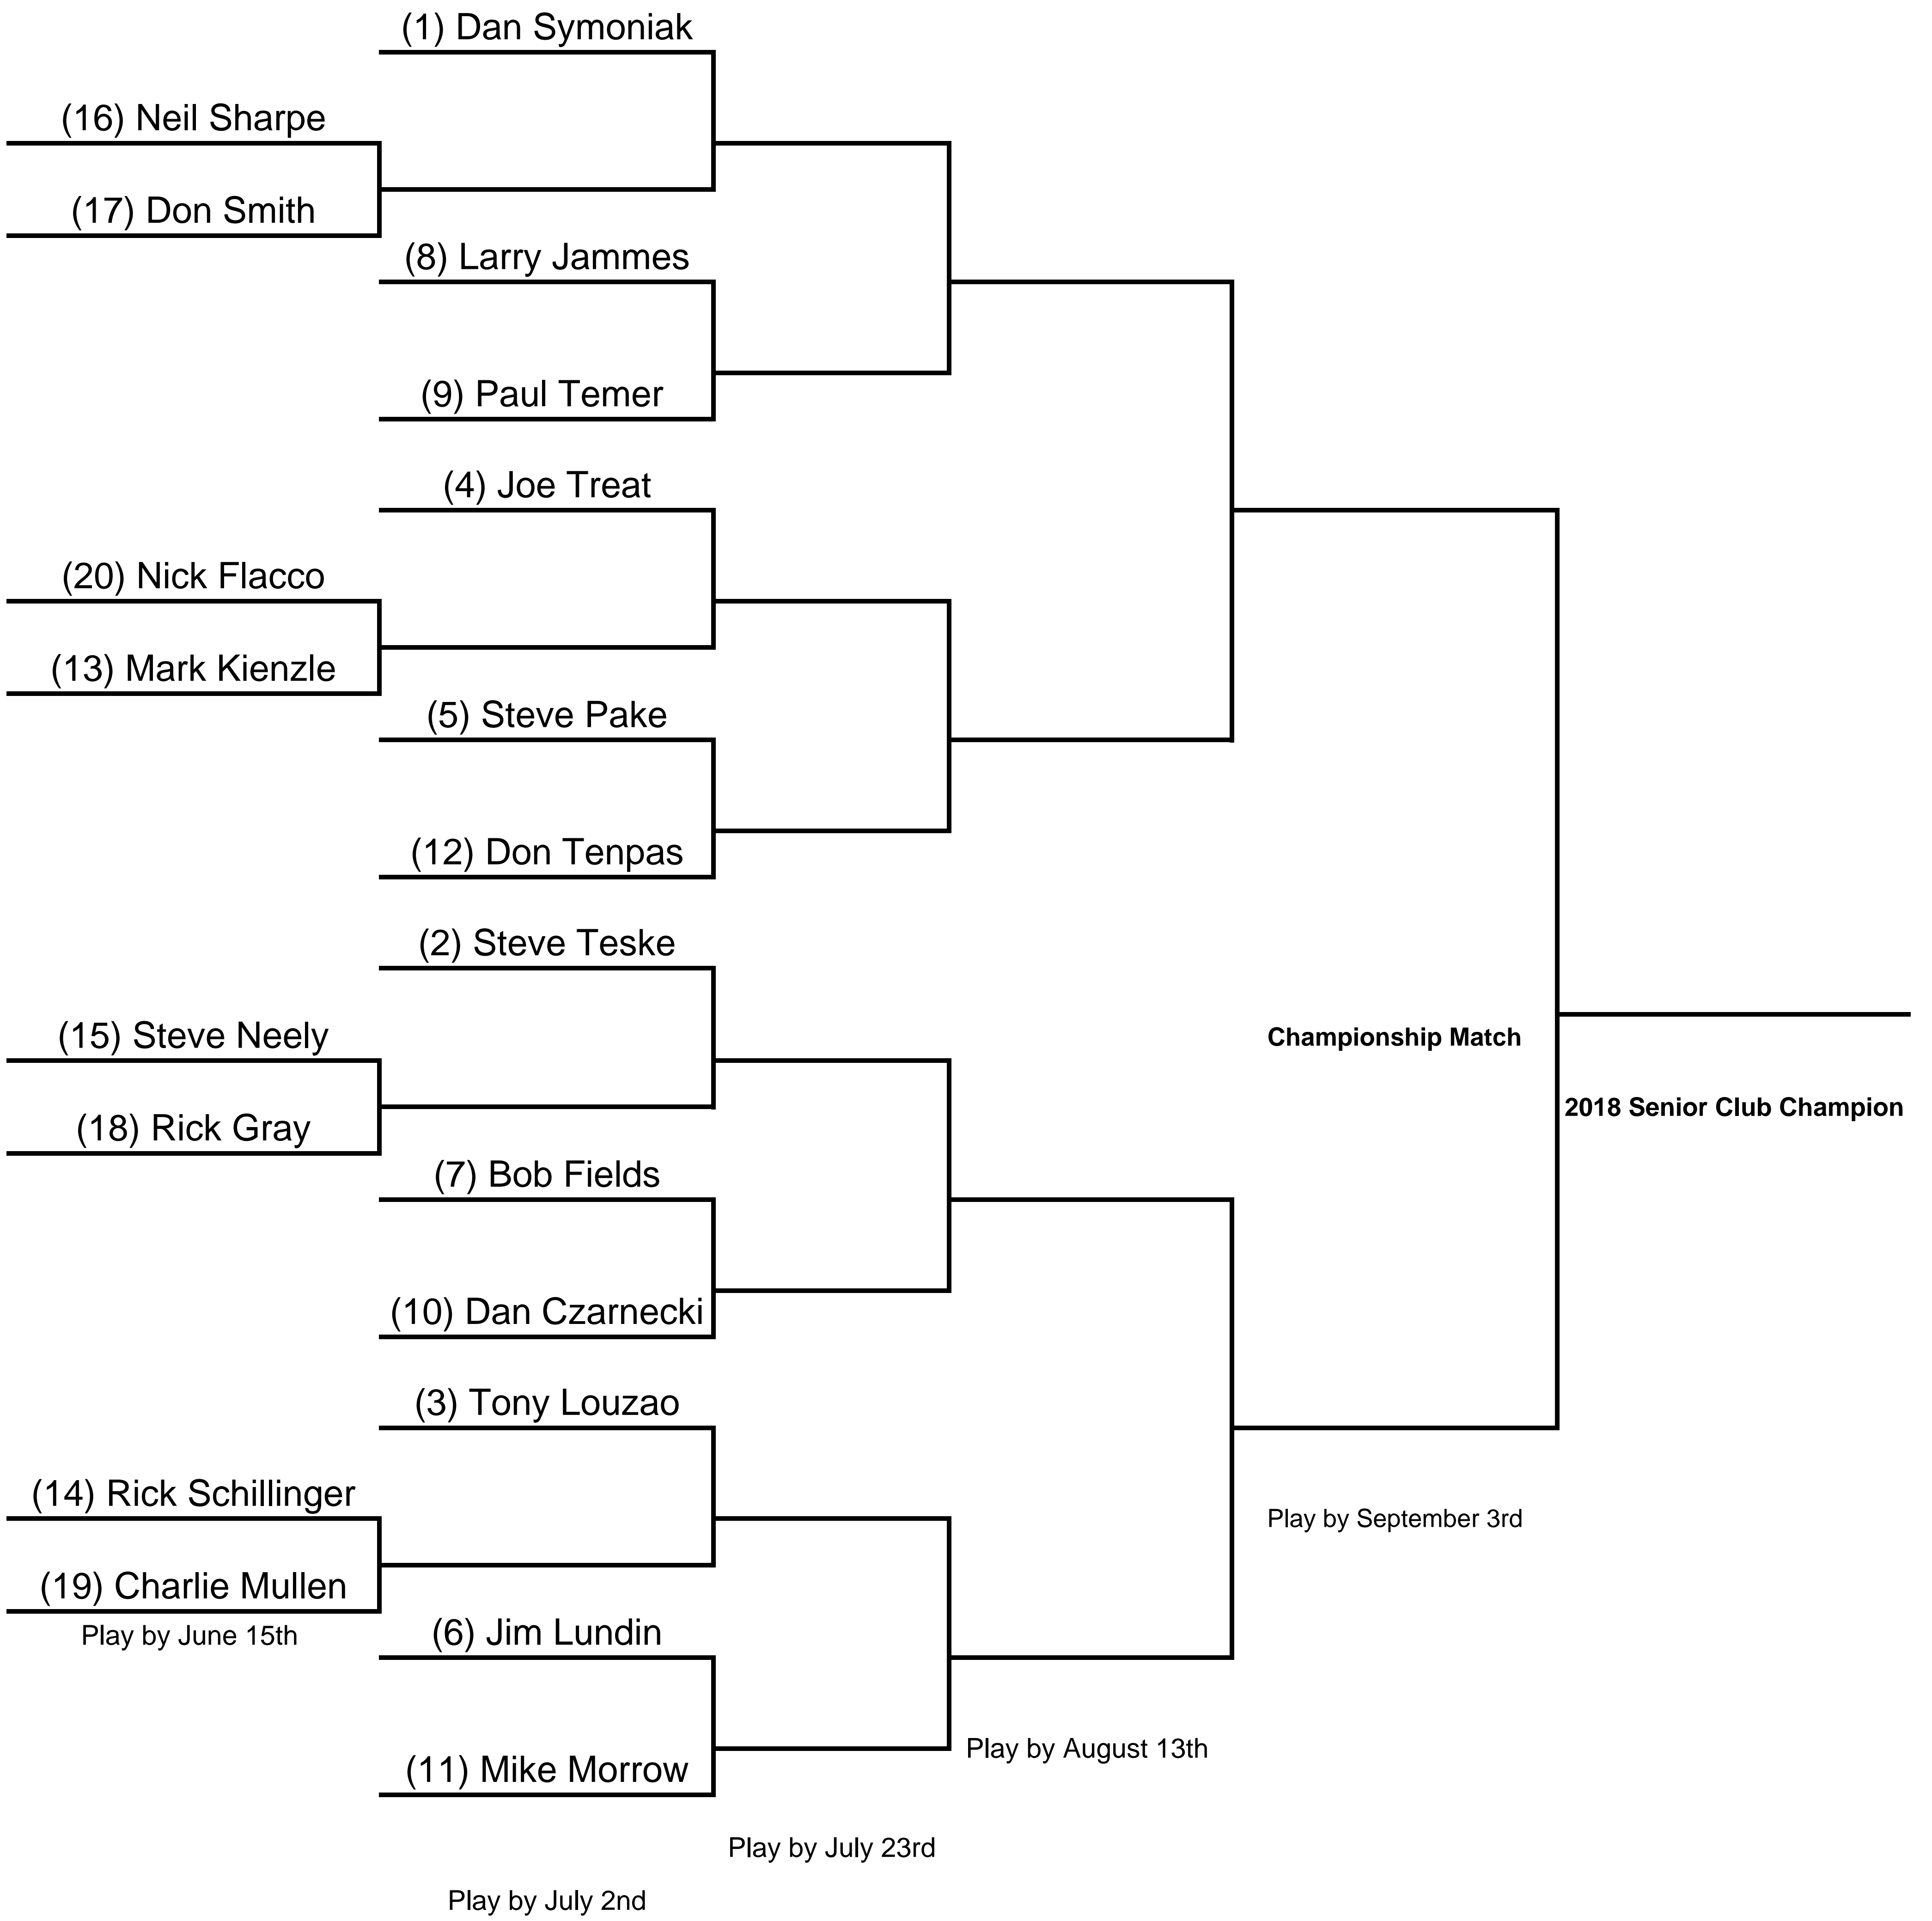 (1) Dan Symoniak
(16) Neil Sharpe
(17) Don Smith
(8) Larry Jammes
(9) Paul Temer
(4) Joe Treat
(20) Nick Flacco
(13) Mark Kienzle
(5) Steve Pake
(12) Don Tenpas
(2) Steve Teske
(15) Steve Neely
Championship Match
(18) Rick Gray
2018 Senior Club Champion
(7) Bob Fields
(10) Dan Czarnecki
(3) Tony Louzao
(14) Rick Schillinger
Play by September 3rd
(19) Charlie Mullen
Play by June 15th
(6) Jim Lundin
Play by August 13th
(11) Mike Morrow
Play by July 23rd
Play by July 2nd